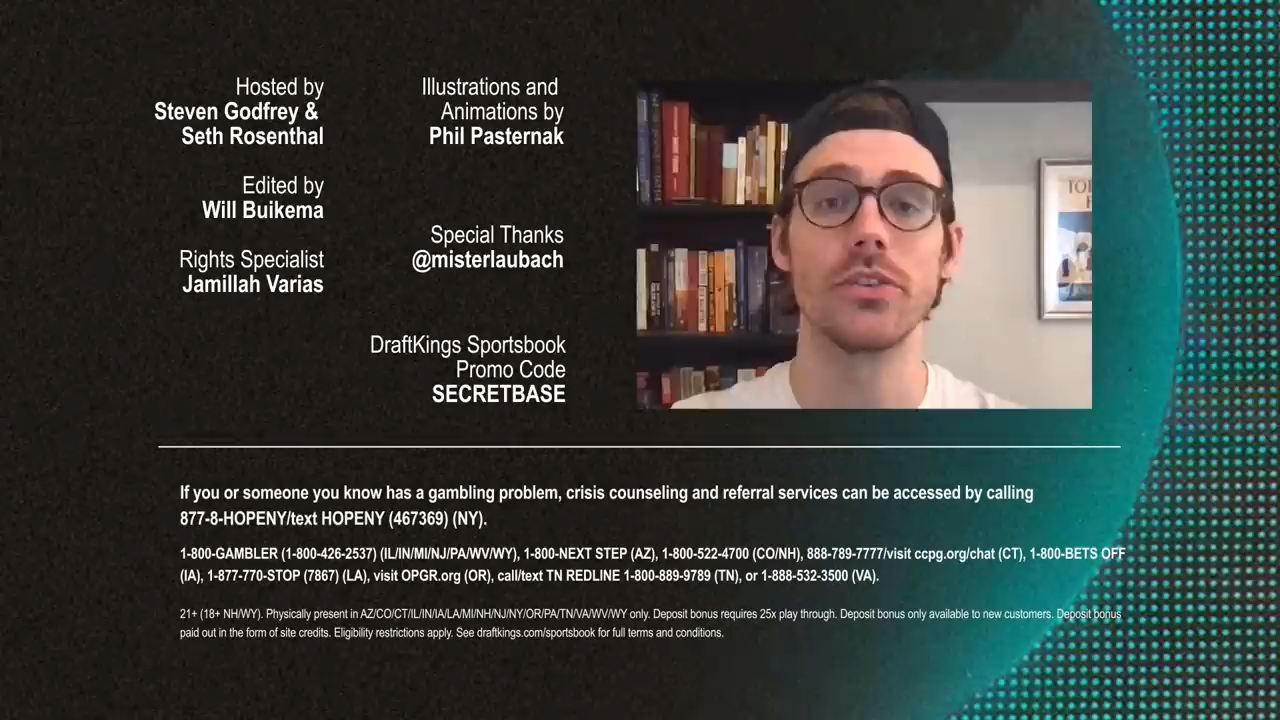 Hosted by
Steven Godfrey &
Seth Rosenthal
Edited by
Will Buikema
Rights Specialist
Jamillah Varias
Illustrations and
Animations by
Phil Pasternak
Special Thanks
@misterlaubach
DraftKings Sportsbook
Promo Code
SECRETBASE
If you or someone you know has a gambling problem, crisis counseling and referral services can be accessed by calling
877-8-HOPENY/text HOPENY (467369) (NY).
1-800-GAMBLER (1-800-426-2537) (IL/IN/MI/NJ/PA/WV/WY), 1-800-NEXT STEP (AZ), 1-800-522-4700 (CO/NH), 888-789-7777/visit ccpg.org/chat (CT), 1-800-BETS OFF
(IA), 1-877-770-STOP (7867) (LA), visit OPGR.org (OR), call/text TN REDLINE 1-800-889-9789 (TN), or 1-888-532-3500 (VA).
21+ (18+ NH/WY). Physically present in AZ/CO/CT/IL/IN/IA/LA/MI/NH/NJ/NY/OR/PA/TN/VA/WV/WY only. Deposit bonus requires 25x play through. Deposit bonus only available to new customers. Deposit bonus
paid out in the form of site credits. Eligibility restrictions apply. See draftkings.com/sportsbook for full terms and conditions.